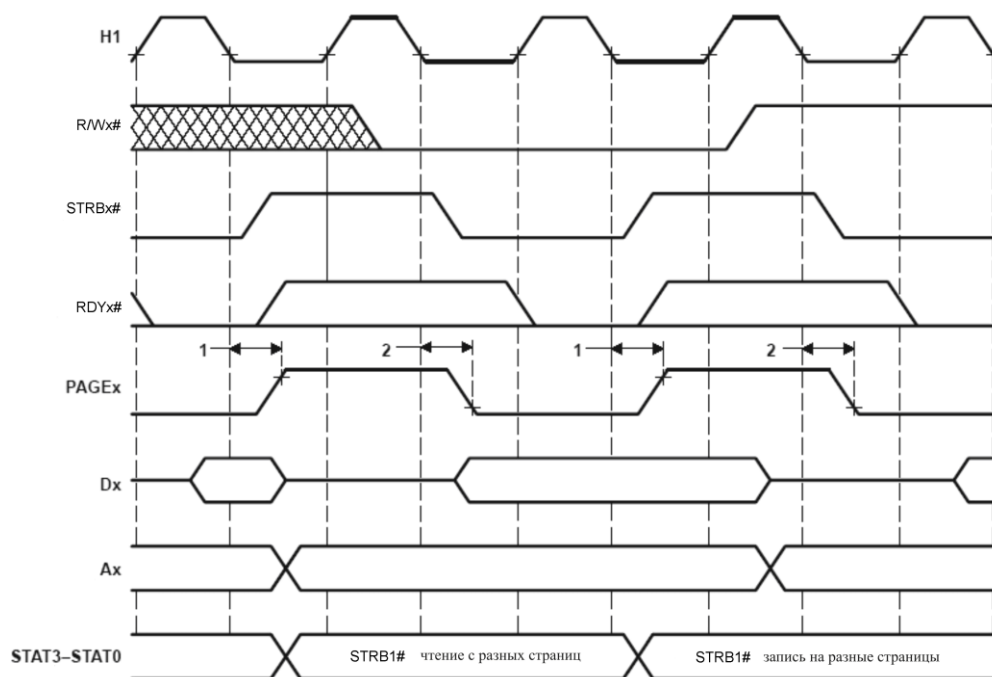 H1
R/Wx#
STRBx#
RDYx#
1 2 1 2
PAGEx
Dx
Ax
STAT3–STAT0 STRB1# чтение с разных страниц STRB1# запись на разные страницы